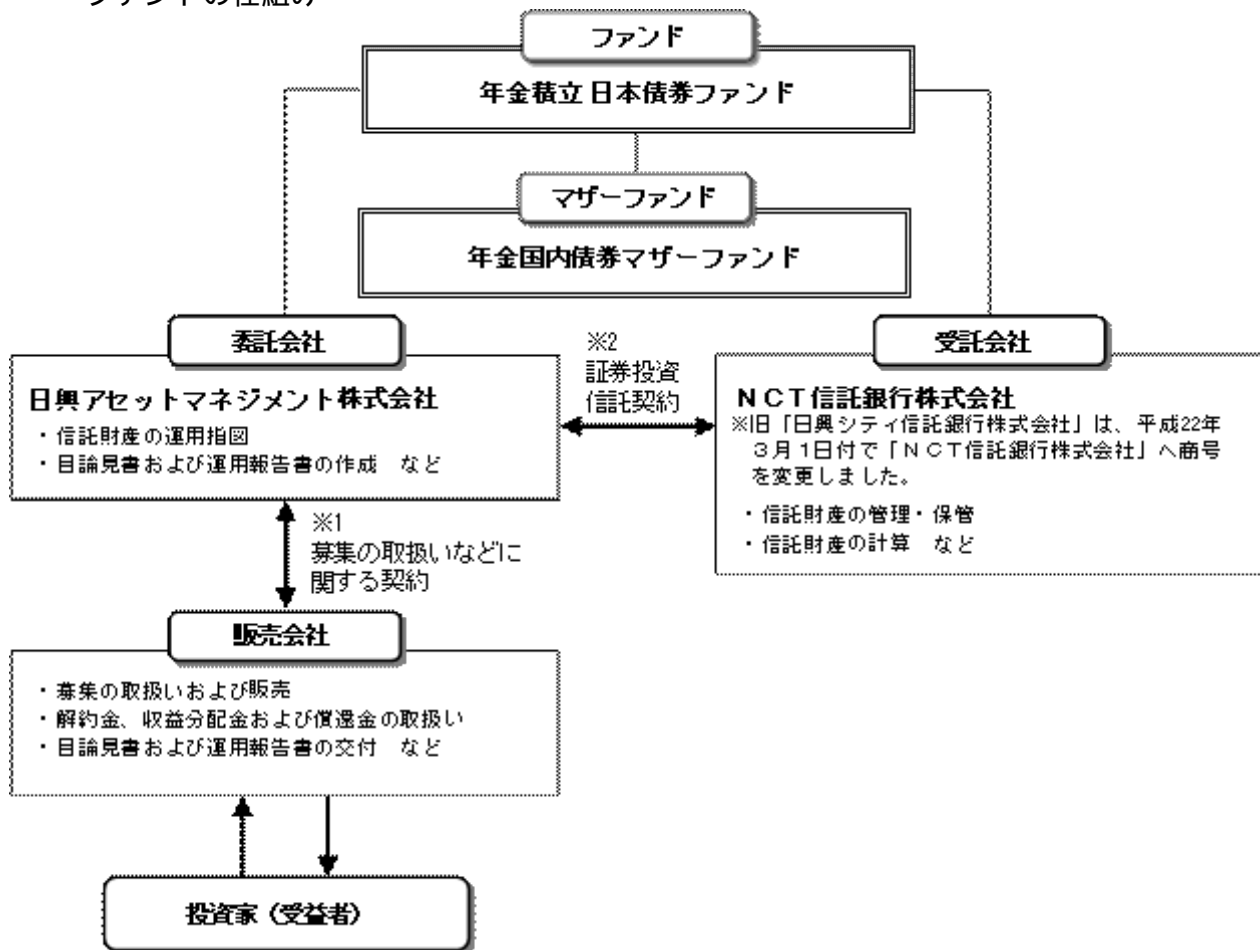 ファンドの仕組み
ファンド
年金積立 日本債券ファンド
マザーファンド
年金国内債券マザーファンド
委託会社
日興アセットマネジメント株式会社
・信託財産の運用指図
・目論見書および運用報告書の作成 など
※2
証券投資
信託契約
受託会社
NCT信託銀行株式会社
※旧「日興シティ信託銀行株式会社」は、平成22年
3月1日付で「NCT信託銀行株式会社」へ商号
を変更しました。
・信託財産の管理・保管
・信託財産の計算 など
※1
募集の取扱いなどに
関する契約
販売会社
・募集の取扱いおよび販売
・解約金、収益分配金および償還金の取扱い
・目論見書および運用報告書の交付 など
投資家(受益者)